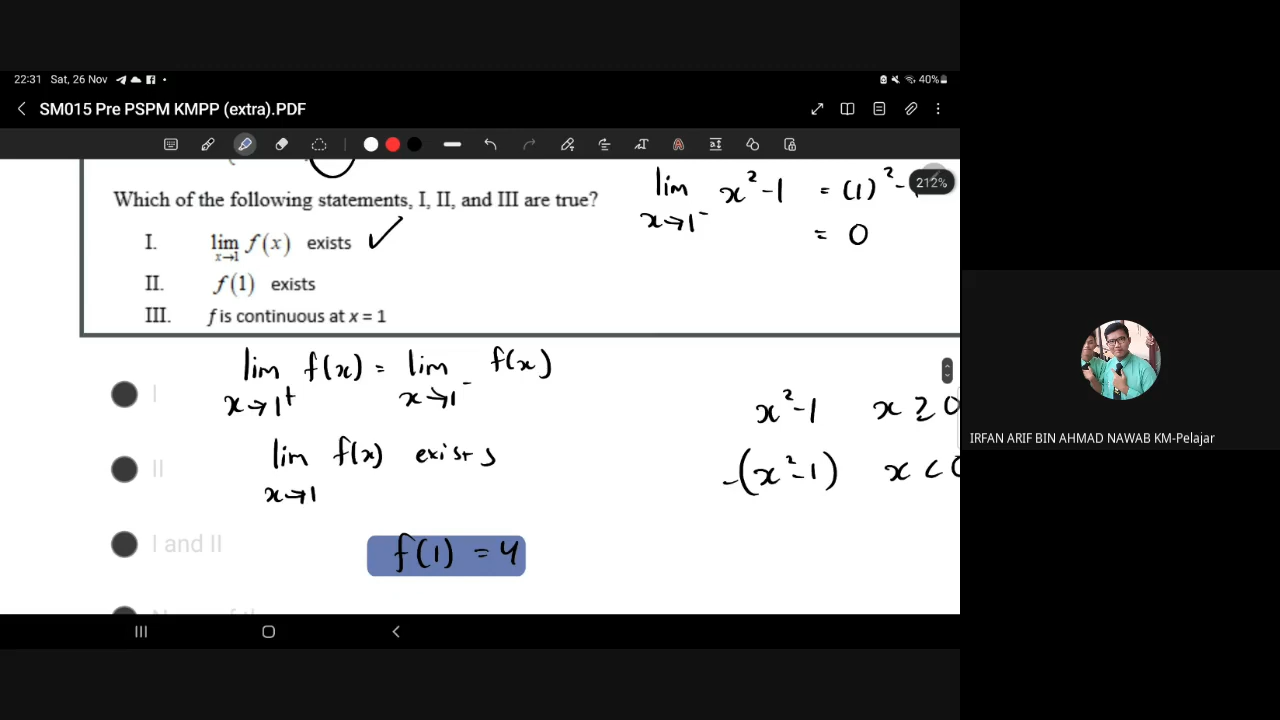 22:31 Sat, 26 Nov
40%
SM015 Pre PSPM KMPP (extra).PDF
212%
Which of the following statements, I, II, and III are true?
I. lim x→1 f(x) exists ✓
II. f(1) exists
III. f is continuous at x = 1
lim x→1⁻ x² -1 = (1)² -
= 0
lim x→1⁺ f(x) = lim x→1⁻ f(x)
lim x→1 f(x) exists
f(1) = 4
x² -1 x ≥ 0
-(x² -1) x < 0
I
II
I and II
IRFAN ARIF BIN AHMAD NAWAB KM-Pelajar